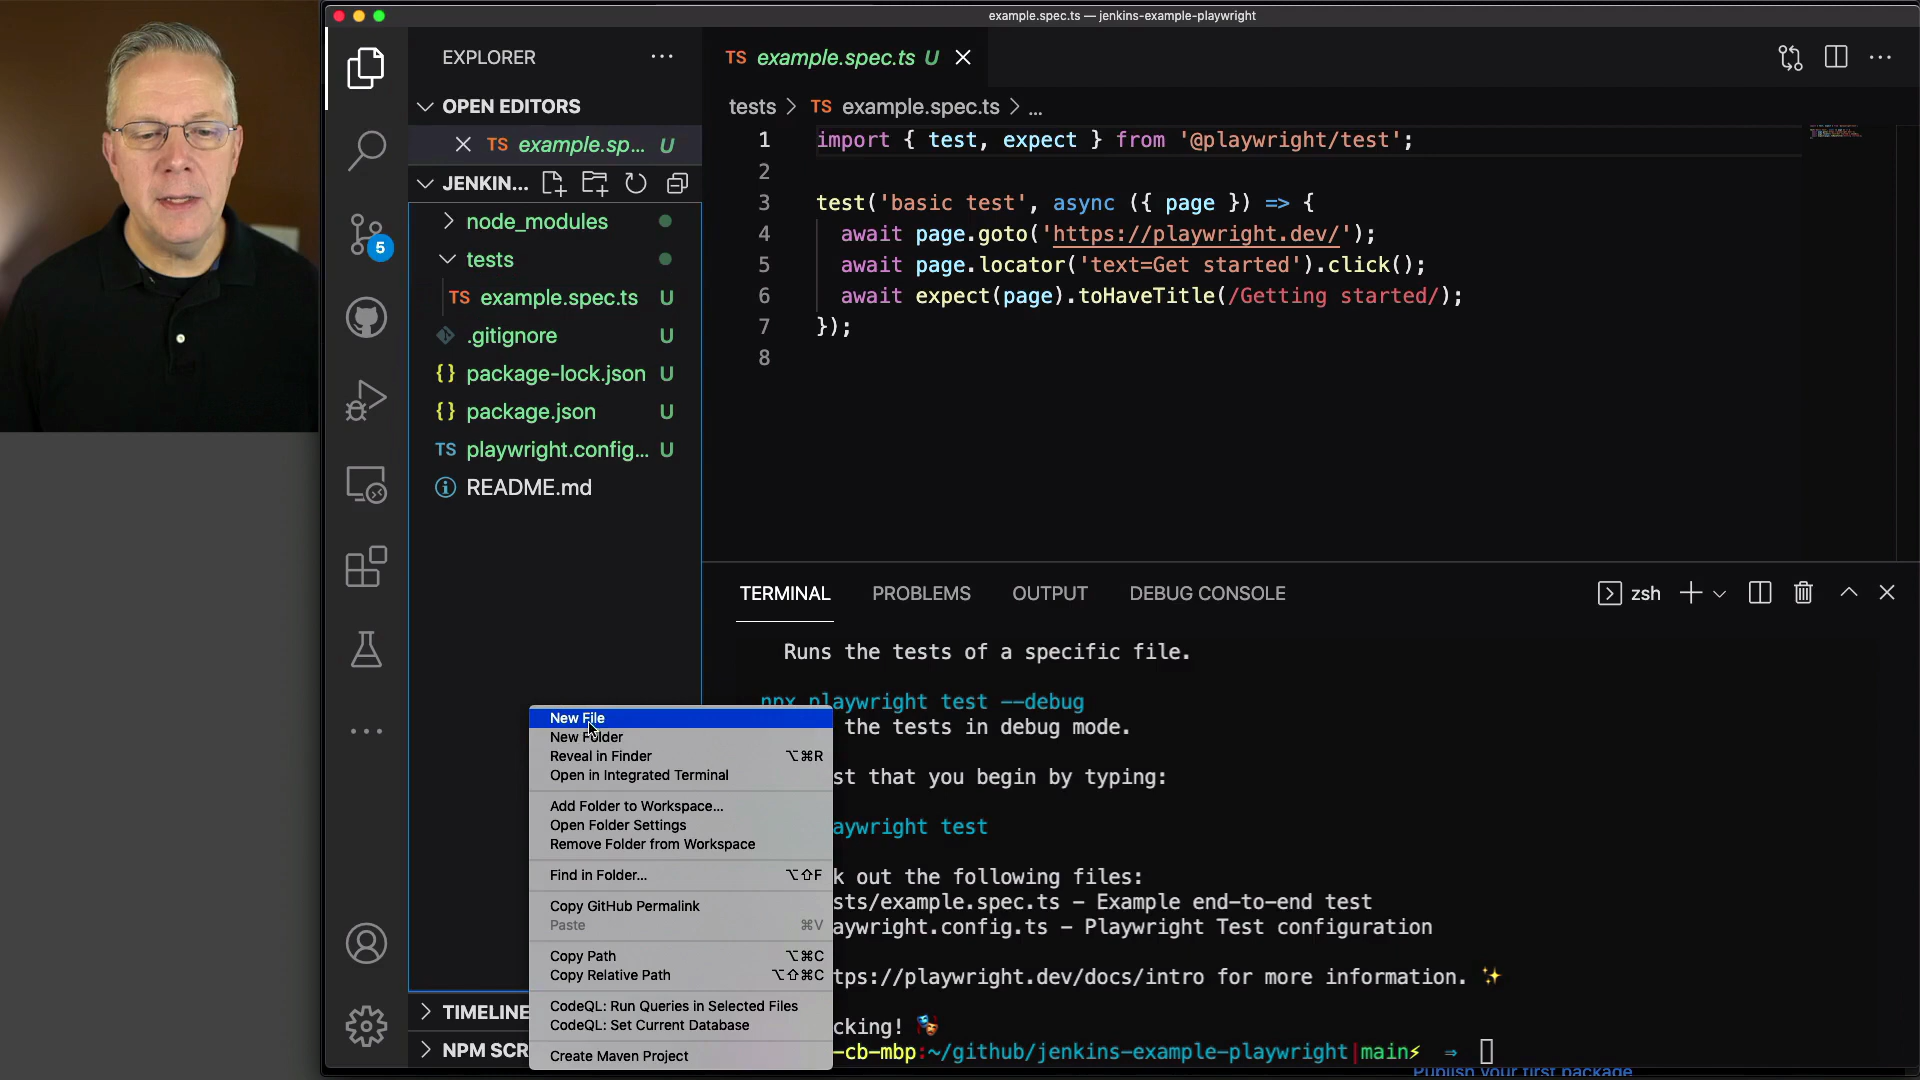 example.spec.ts — jenkins-example-playwright
EXPLORER
OPEN EDITORS
TS example.sp... U
JENKIN...
node_modules
tests
TS example.spec.ts U
.gitignore U
{} package-lock.json U
{} package.json U
TS playwright.config... U
README.md
TIMELINE
NPM SCR
5
TS example.spec.ts U
tests > TS example.spec.ts > ...
1 import { test, expect } from '@playwright/test';
2
3 test('basic test', async ({ page }) => {
4 await page.goto('https://playwright.dev/');
5 await page.locator('text=Get started').click();
6 await expect(page).toHaveTitle(/Getting started/);
7 });
8
TERMINAL PROBLEMS OUTPUT DEBUG CONSOLE
zsh
Runs the tests of a specific file.
npx playwright test --debug
the tests in debug mode.
st that you begin by typing:
aywright test
k out the following files:
sts/example.spec.ts - Example end-to-end test
aywright.config.ts - Playwright Test configuration
tps://playwright.dev/docs/intro for more information. ✨
cking! 🎭
-cb-mbp:~/github/jenkins-example-playwright|main⚡ ⇒
Publish your first package
New File
New Folder
Reveal in Finder ⌥⌘R
Open in Integrated Terminal
Add Folder to Workspace...
Open Folder Settings
Remove Folder from Workspace
Find in Folder... ⌥⇧F
Copy GitHub Permalink
Paste ⌘V
Copy Path ⌥⌘C
Copy Relative Path ⌥⇧⌘C
CodeQL: Run Queries in Selected Files
CodeQL: Set Current Database
Create Maven Project